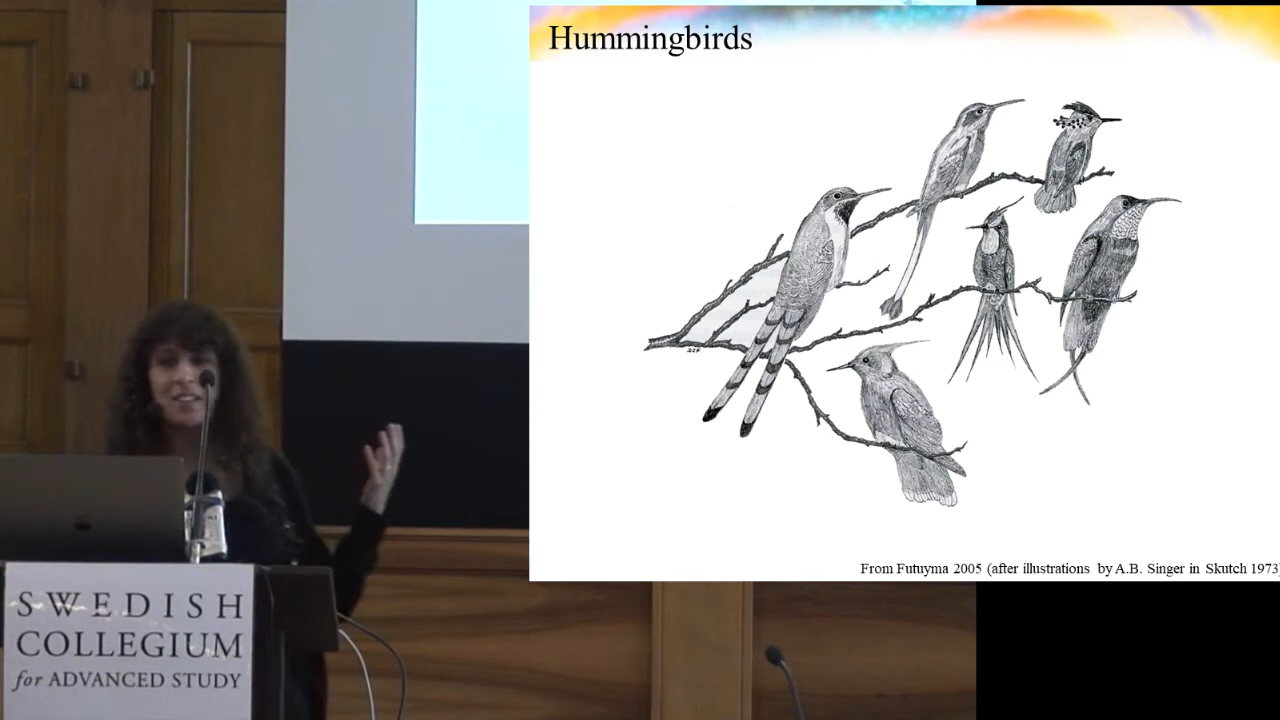 Hummingbirds
From Futuyma 2005 (after illustrations by A.B. Singer in Skutch 1973)
SWEDISH
COLLEGIUM
for ADVANCED STUDY